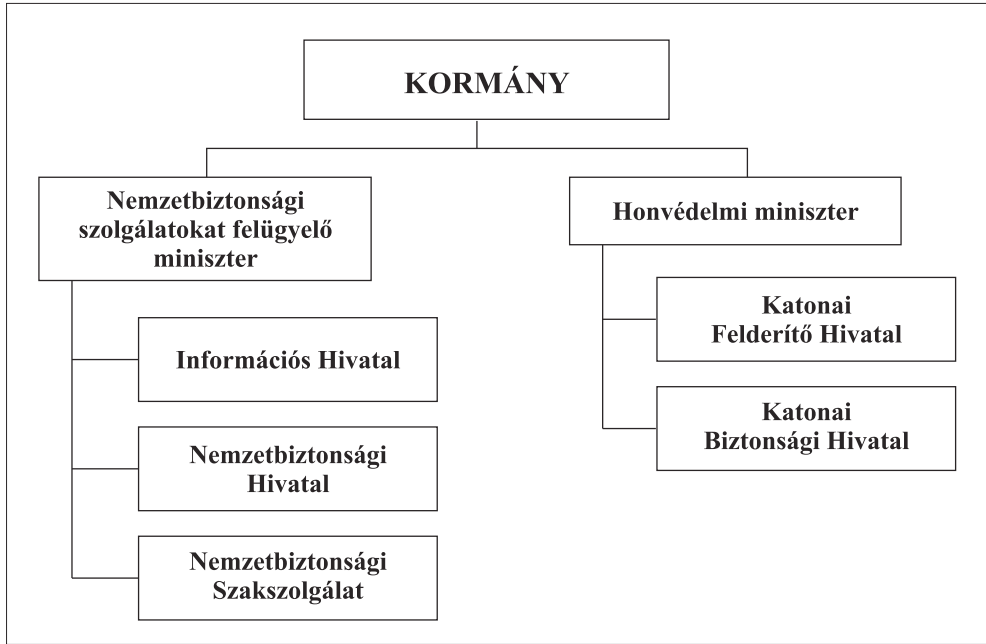 KORMÁNY
Nemzetbiztonsági
szolgálatokat felügyelő
miniszter
Információs Hivatal
Nemzetbiztonsági
Hivatal
Nemzetbiztonsági
Szakszolgálat
Honvédelmi miniszter
Katonai
Felderítő Hivatal
Katonai
Biztonsági Hivatal